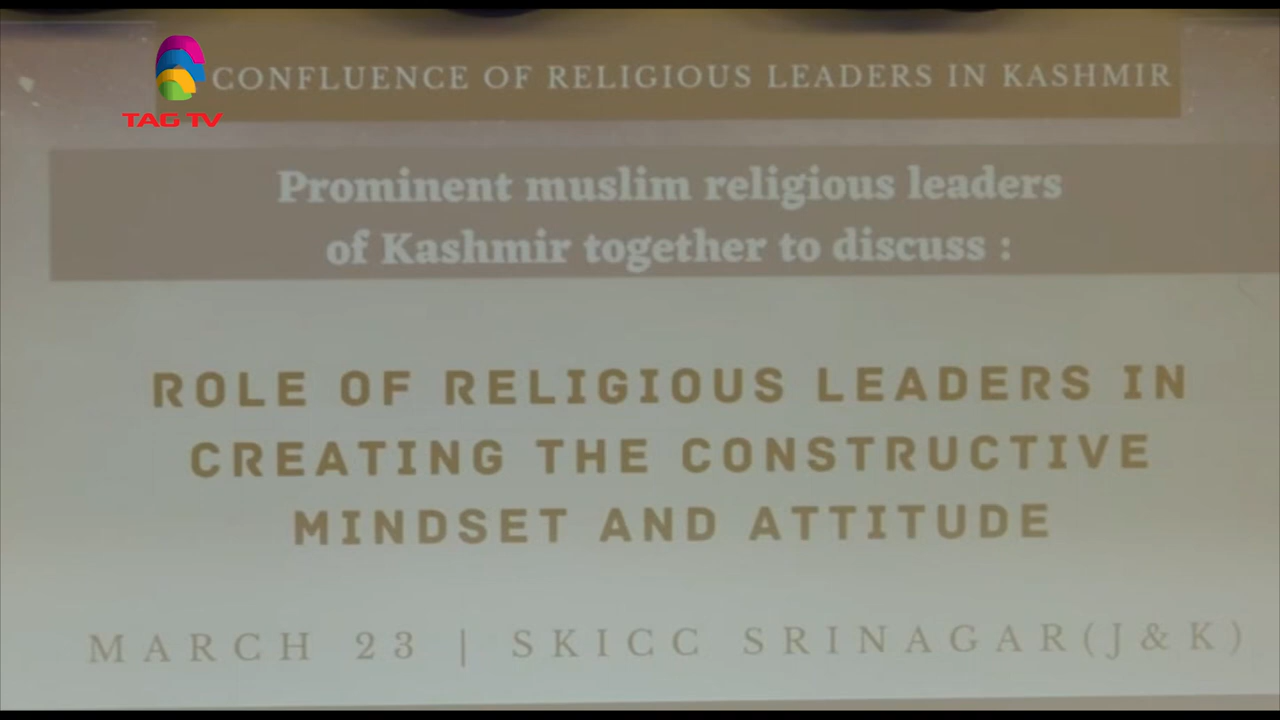 CONFLUENCE OF RELIGIOUS LEADERS IN KASHMIR
TAG TV
Prominent muslim religious leaders
of Kashmir together to discuss :
ROLE OF RELIGIOUS LEADERS IN
CREATING THE CONSTRUCTIVE
MINDSET AND ATTITUDE
MARCH 23 | SKICC SRINAGAR(J&K)